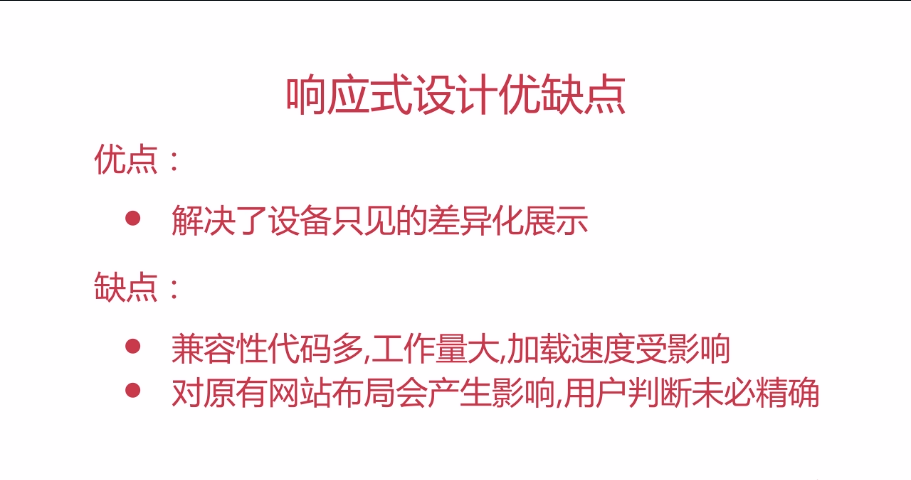 响应式设计优缺点
优点：
● 解决了设备只见的差异化展示
缺点：
● 兼容性代码多,工作量大,加载速度受影响
● 对原有网站布局会产生影响,用户判断未必精确